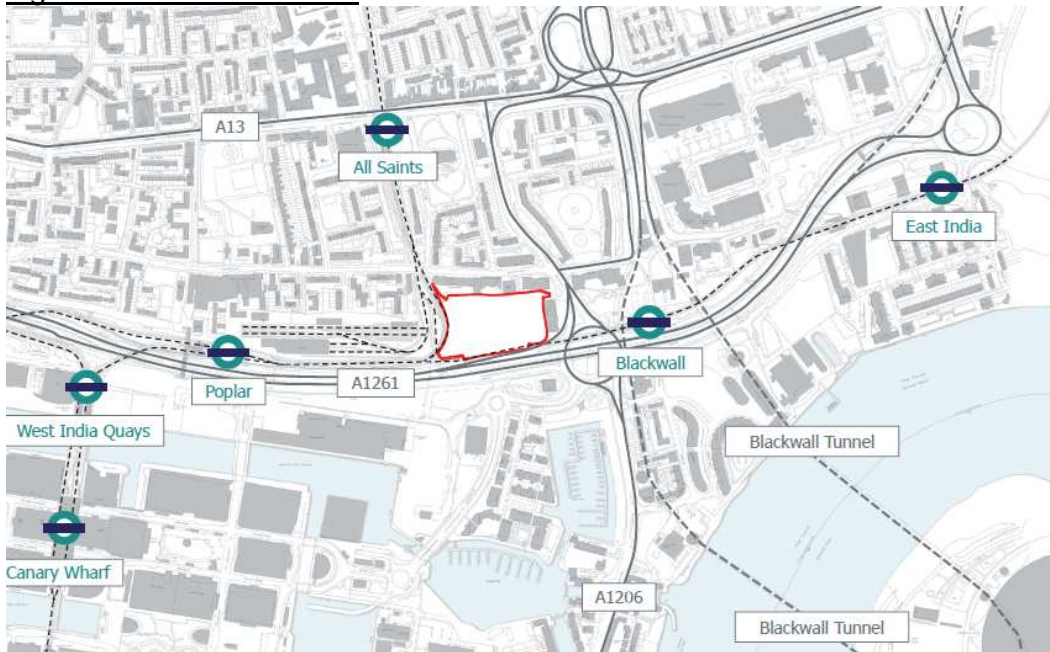 A13
All Saints
East India
Blackwall
Poplar
A1261
West India Quays
Blackwall Tunnel
Canary Wharf
A1206
Blackwall Tunnel